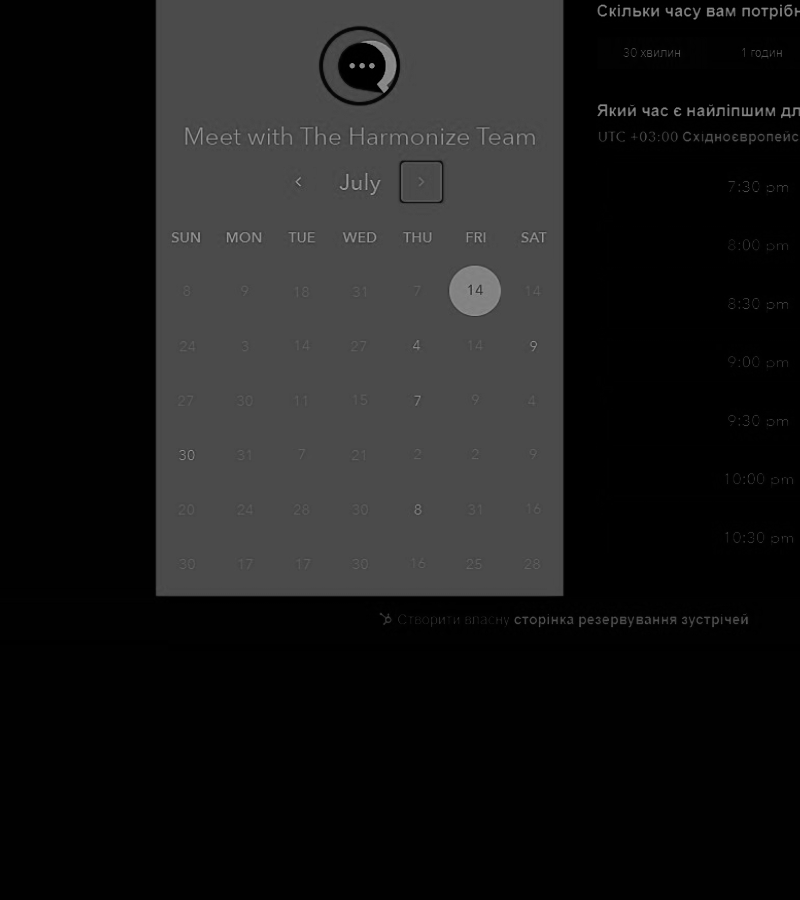 Meet with The Harmonize Team
July
SUN MON TUE WED THU FRI SAT
8 9 18 31 7 14 14
24 3 14 27 4 14 9
27 30 11 15 7 9 4
30 31 7 21 2 2 9
20 24 28 30 8 31 16
30 17 17 30 16 25 28
Скільки часу вам потрібн
30 хвилин 1 годин
Який час є найліпшим дл
UTC +03:00 Східноєвропейс
7:30 pm
8:00 pm
8:30 pm
9:00 pm
9:30 pm
10:00 pm
10:30 pm
Створити власну сторінка резервування зустрічей